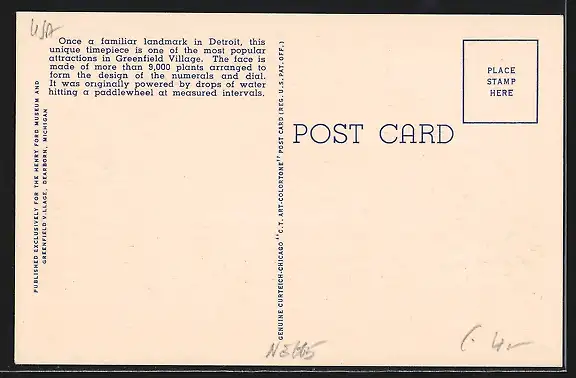 USA
Once a familiar landmark in Detroit, this
unique timepiece is one of the most popular
attractions in Greenfield Village. The face is
made of more than 9,000 plants arranged to
form the design of the numerals and dial.
It was originally powered by drops of water
hitting a paddlewheel at measured intervals.
PUBLISHED EXCLUSIVELY FOR THE HENRY FORD MUSEUM AND
GREENFIELD VILLAGE, DEARBORN, MICHIGAN
GENUINE CURTEICH-CHICAGO "C. T. ART-COLORTONE" POST CARD (REG. U. S. PAT. OFF.)
POST CARD
PLACE
STAMP
HERE